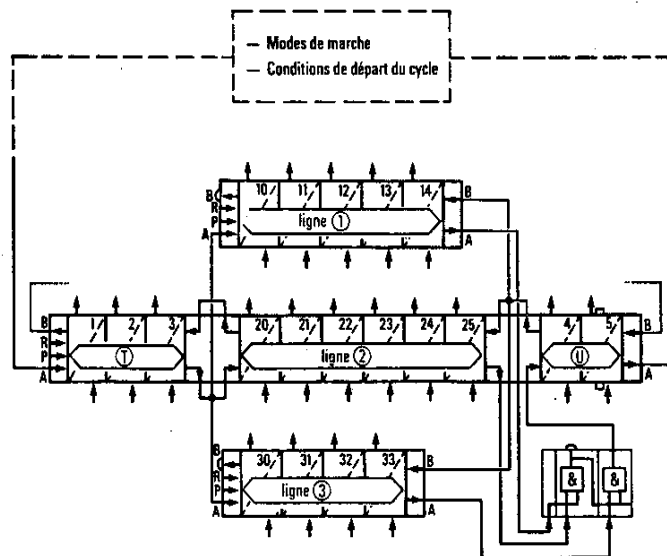 — Modes de marche
— Conditions de départ du cycle
10 11 12 13 14
B B
R
P
A A
ligne ①
1 2 3 20 21 22 23 24 25 4 5
B B
R
P
A A
T ligne ② U
30 31 32 33
B B
R
P
A A
ligne ③
& &